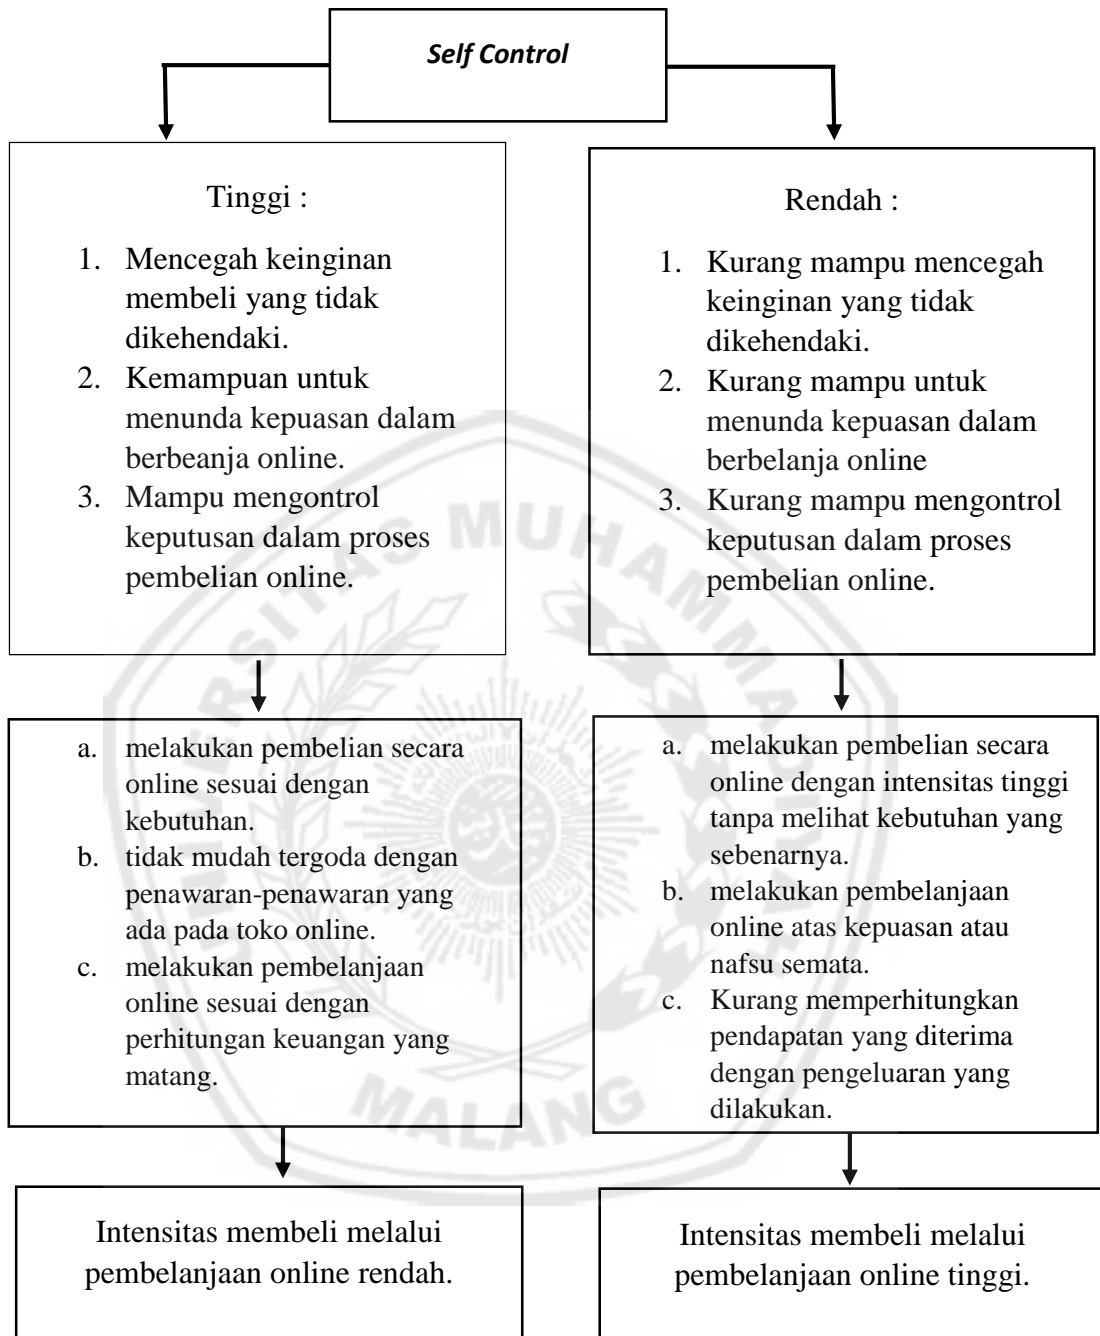 Self Control
Tinggi :
1. Mencegah keinginan
membeli yang tidak
dikehendaki.
2. Kemampuan untuk
menunda kepuasan dalam
berbeanja online.
3. Mampu mengontrol
keputusan dalam proses
pembelian online.
Rendah :
1. Kurang mampu mencegah
keinginan yang tidak
dikehendaki.
2. Kurang mampu untuk
menunda kepuasan dalam
berbelanja online
3. Kurang mampu mengontrol
keputusan dalam proses
pembelian online.
a. melakukan pembelian secara
online sesuai dengan
kebutuhan.
b. tidak mudah tergoda dengan
penawaran-penawaran yang
ada pada toko online.
c. melakukan pembelanjaan
online sesuai dengan
perhitungan keuangan yang
matang.
a. melakukan pembelian secara
online dengan intensitas tinggi
tanpa melihat kebutuhan yang
sebenarnya.
b. melakukan pembelanjaan
online atas kepuasan atau
nafsu semata.
c. Kurang memperhitungkan
pendapatan yang diterima
dengan pengeluaran yang
dilakukan.
Intensitas membeli melalui
pembelanjaan online rendah.
Intensitas membeli melalui
pembelanjaan online tinggi.
UNIVERSITAS MUHAMMADIYAH
MALANG